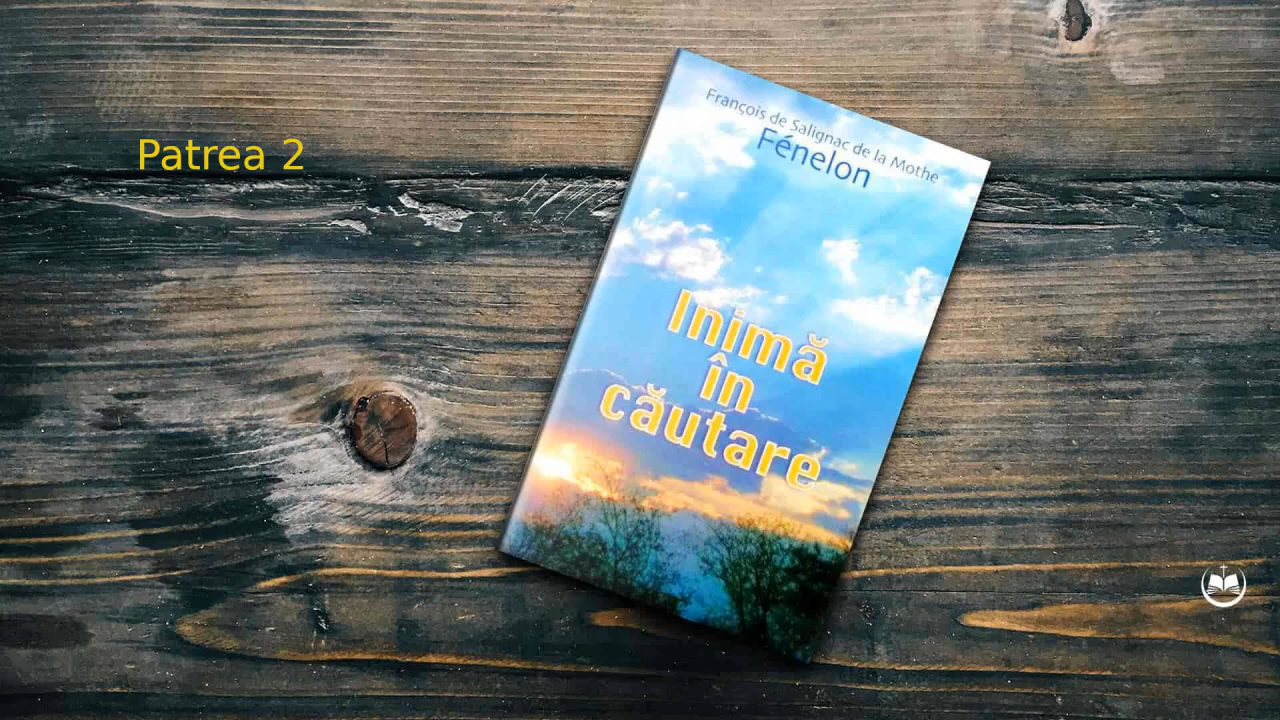 Patrea 2
François de Salignac de la Mothe
Fénelon
Inimă
în
căutare